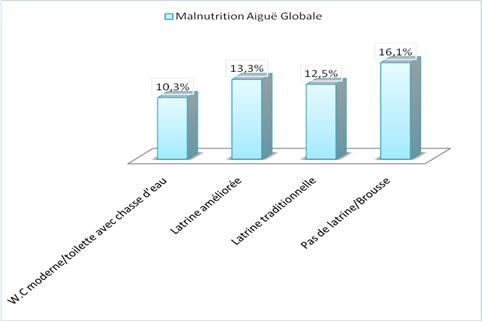 Malnutrition Aiguë Globale
10,3%
13,3%
12,5%
16,1%
W.C moderne/toilette avec chasse d'eau
Latrine améliorée
Latrine traditionnelle
Pas de latrine/Brousse